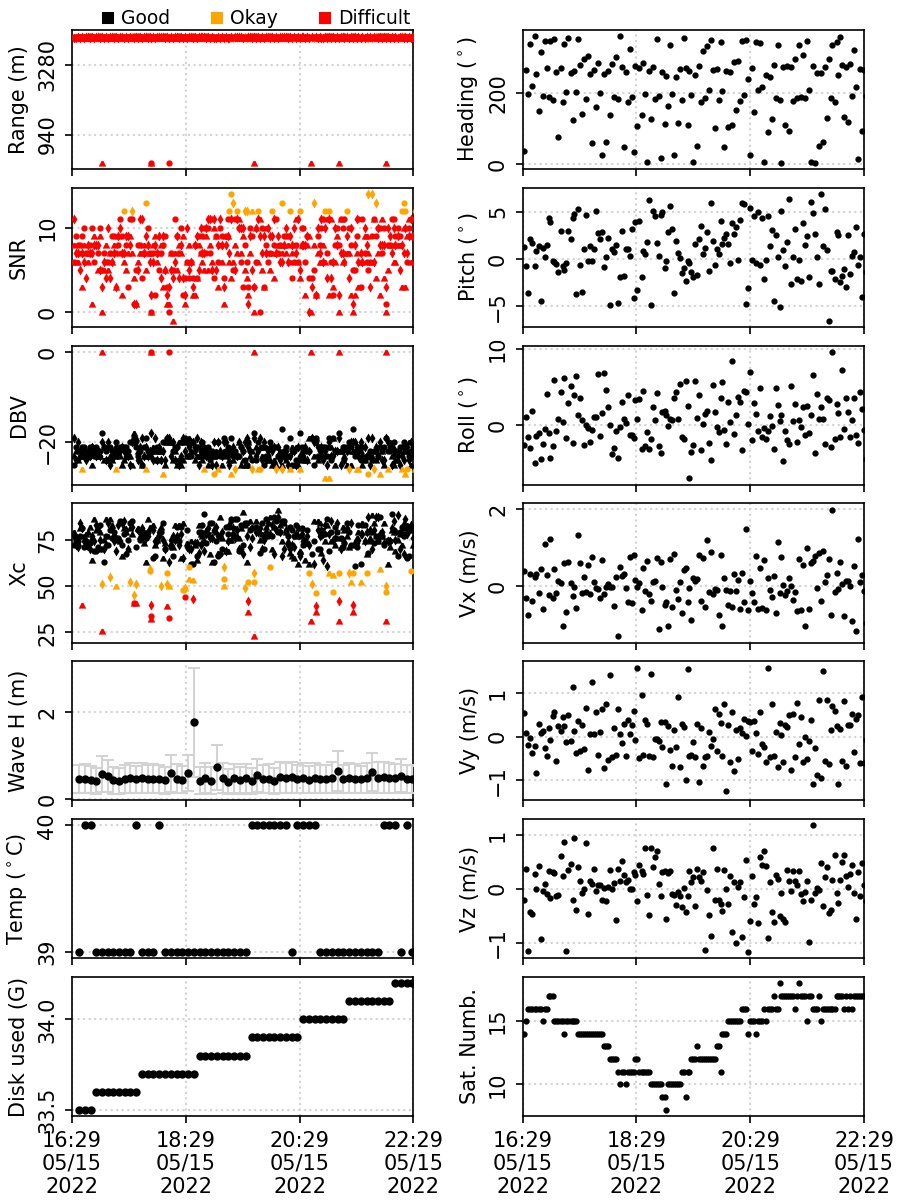 Good Okay Difficult
Range (m)
3280
940
Heading (°)
200
0
SNR
10
0
Pitch (°)
5
0
−5
DBV
0
−20
Roll (°)
10
0
Xc
75
50
25
Vx (m/s)
2
0
Wave H (m)
2
0
Vy (m/s)
1
0
−1
Temp (°C)
40
39
Vz (m/s)
1
0
−1
Disk used (G)
34.0
33.5
Sat. Numb.
15
10
16:29 18:29 20:29 22:29
05/15 05/15 05/15 05/15
2022 2022 2022 2022
16:29 18:29 20:29 22:29
05/15 05/15 05/15 05/15
2022 2022 2022 2022